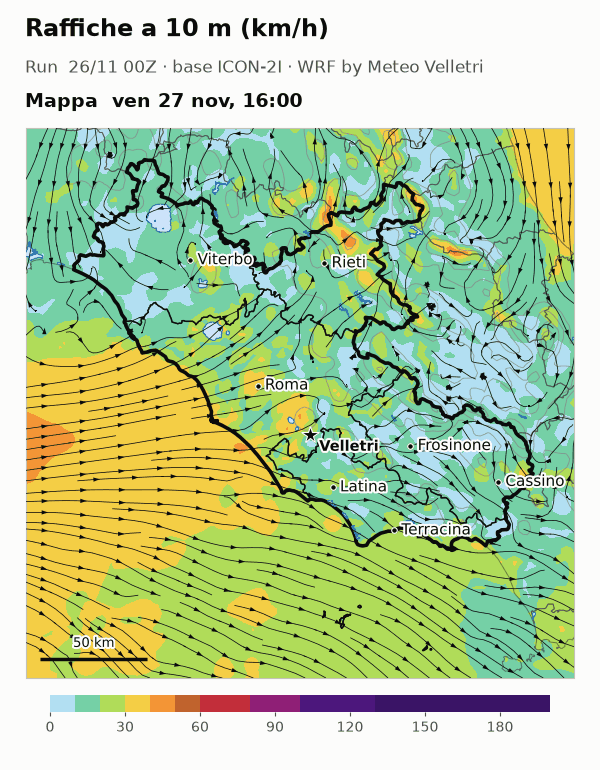 Raffiche a 10 m (km/h)
Run  26/11 00Z · base ICON-2I · WRF by Meteo Velletri
Mappa  ven 27 nov, 16:00
Viterbo
Rieti
Roma
Velletri
Frosinone
Cassino
Latina
Terracina
50 km
0 30 60 90 120 150 180